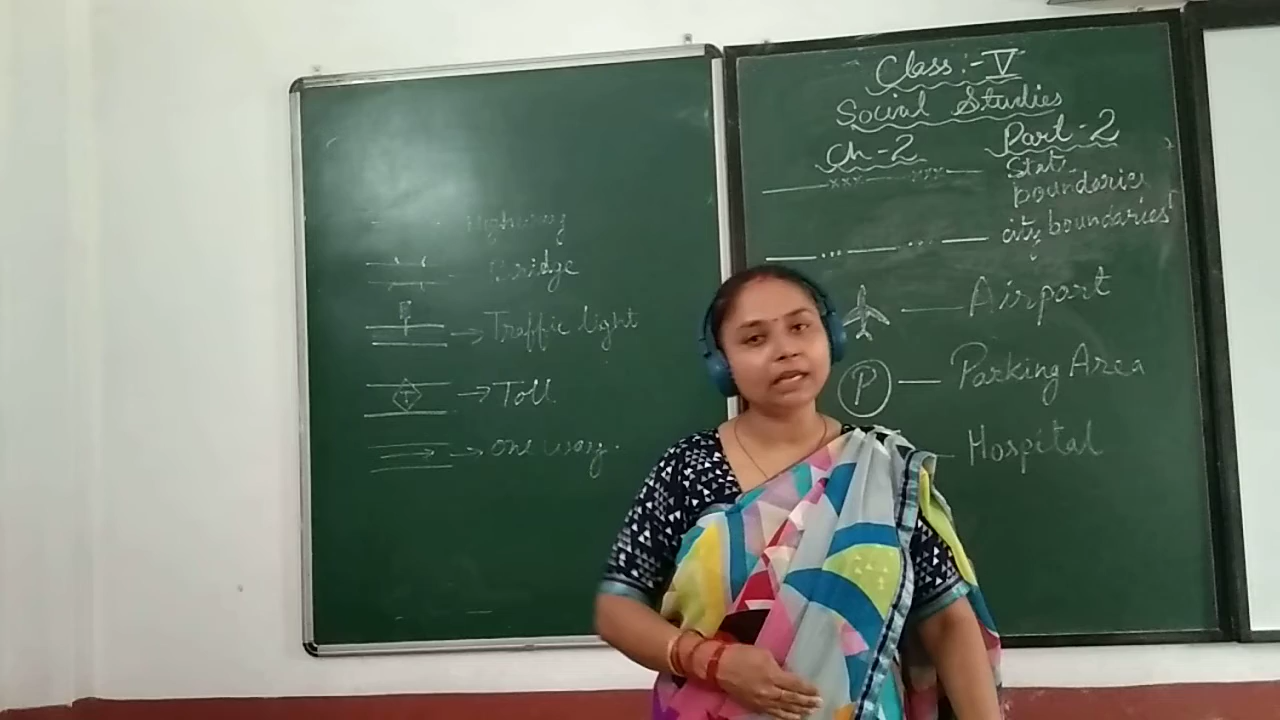 Class:- V
Social Studies
Ch-2 Part-2
State boundaries
city boundaries
Airport
P Parking Area
Hospital
Highway
Bridge
Traffic light
T Toll
one way.